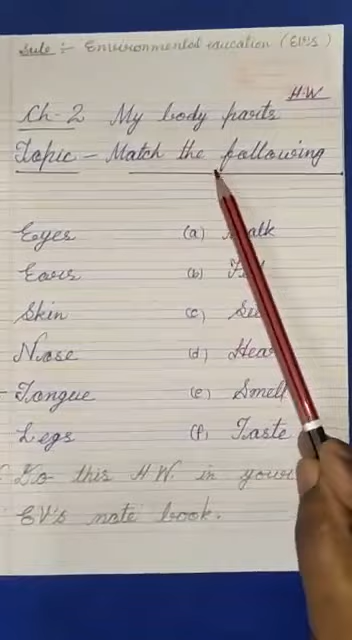 Sub :- Environmental education (EVS)
H.W
Ch-2 My body parts
Topic - Match the following
Eyes (a) Walk
Ears (b)
Skin (c)
Nose (d) Hear
Tongue (e) Smell
Legs (f) Taste
Do this H.W. in your
EV's note book.